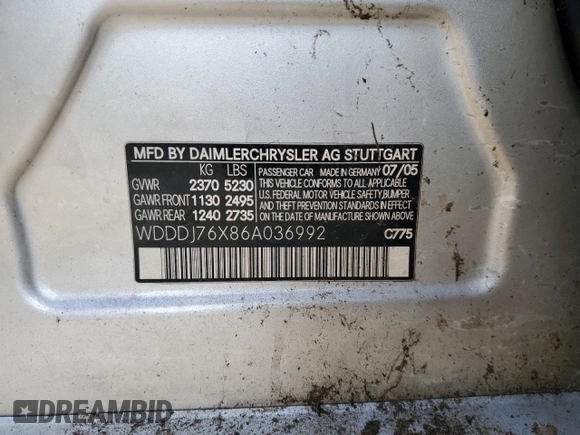 MFD BY DAIMLERCHRYSLER AG STUTTGART
KG LBS
GVWR 2370 5230
GAWR FRONT 1130 2495
GAWR REAR 1240 2735
PASSENGER CAR MADE IN GERMANY 07/05
THIS VEHICLE CONFORMS TO ALL APPLICABLE
U.S. FEDERAL MOTOR VEHICLE SAFETY, BUMPER,
AND THEFT PREVENTION STANDARDS IN EFFECT
ON THE DATE OF MANUFACTURE SHOWN ABOVE.
WDDDJ76X86A036992 C775
DREAMBID